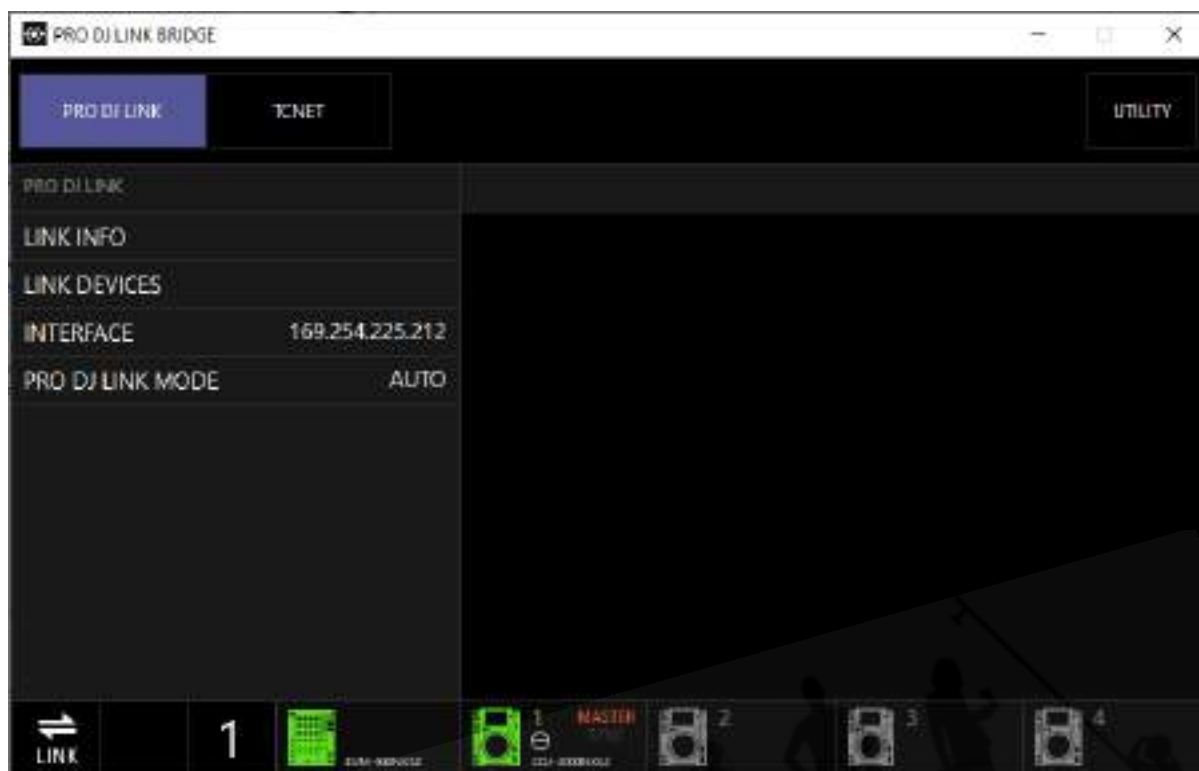 PRO DJ LINK BRIDGE
PRO DJ LINK TCNET UTILITY
PRO DJ LINK
LINK INFO
LINK DEVICES
INTERFACE 169.254.225.212
PRO DJ LINK MODE AUTO
1 MASTER 2 3 4
LINK 1